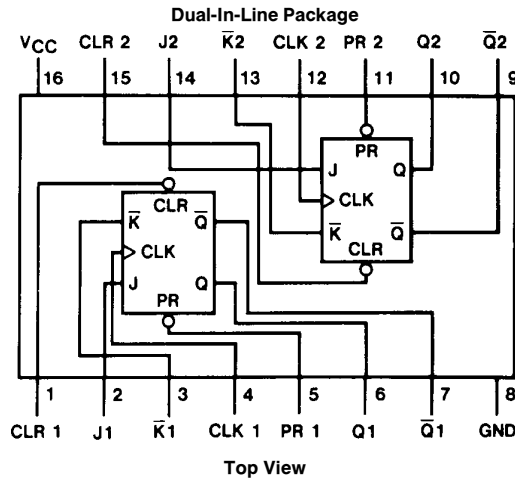 Dual-In-Line Package
VCC CLR 2 J2 K̅2 CLK 2 PR 2 Q2 Q̅2
16 15 14 13 12 11 10 9
PR
J Q
CLK
K̅ Q̅
CLR
CLR
K̅ Q̅
CLK
J Q
PR
1 2 3 4 5 6 7 8
CLR 1 J1 K̅1 CLK 1 PR 1 Q1 Q̅1 GND
Top View